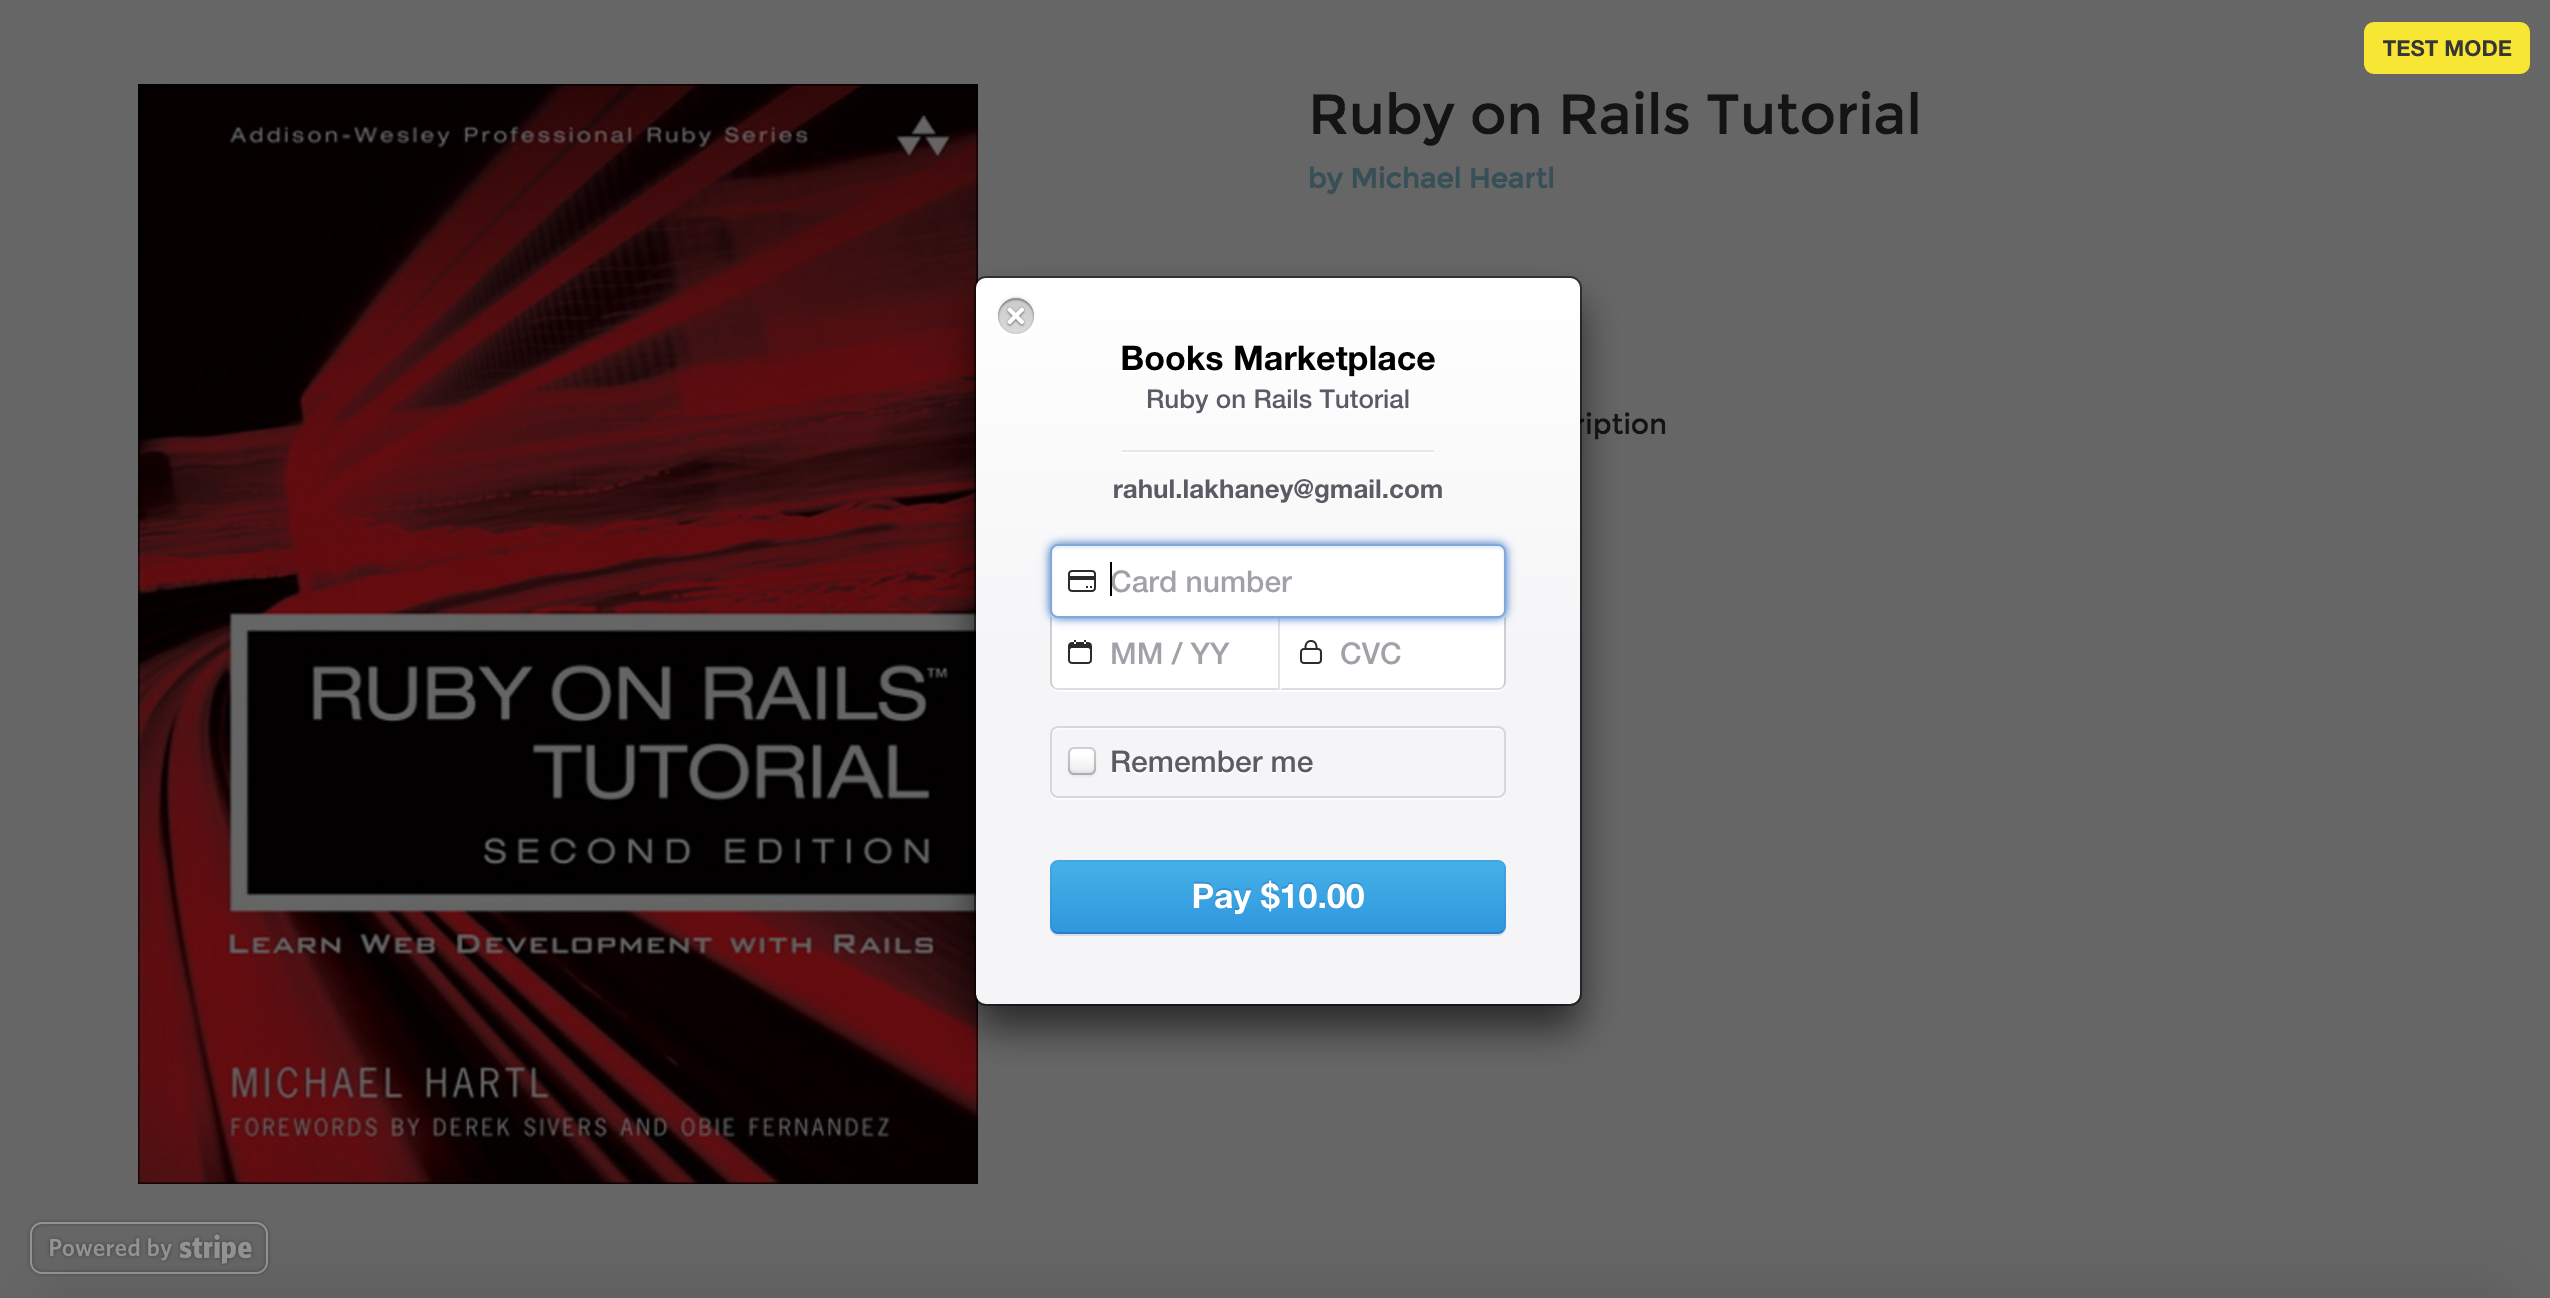 TEST MODE
Addison-Wesley Professional Ruby Series
RUBY ON RAILS™
TUTORIAL
SECOND EDITION
LEARN WEB DEVELOPMENT WITH RAILS
MICHAEL HARTL
FOREWORDS BY DEREK SIVERS AND OBIE FERNANDEZ
Ruby on Rails Tutorial
by Michael Heartl
ription
Books Marketplace
Ruby on Rails Tutorial
rahul.lakhaney@gmail.com
Card number
MM / YY CVC
Remember me
Pay $10.00
Powered by stripe